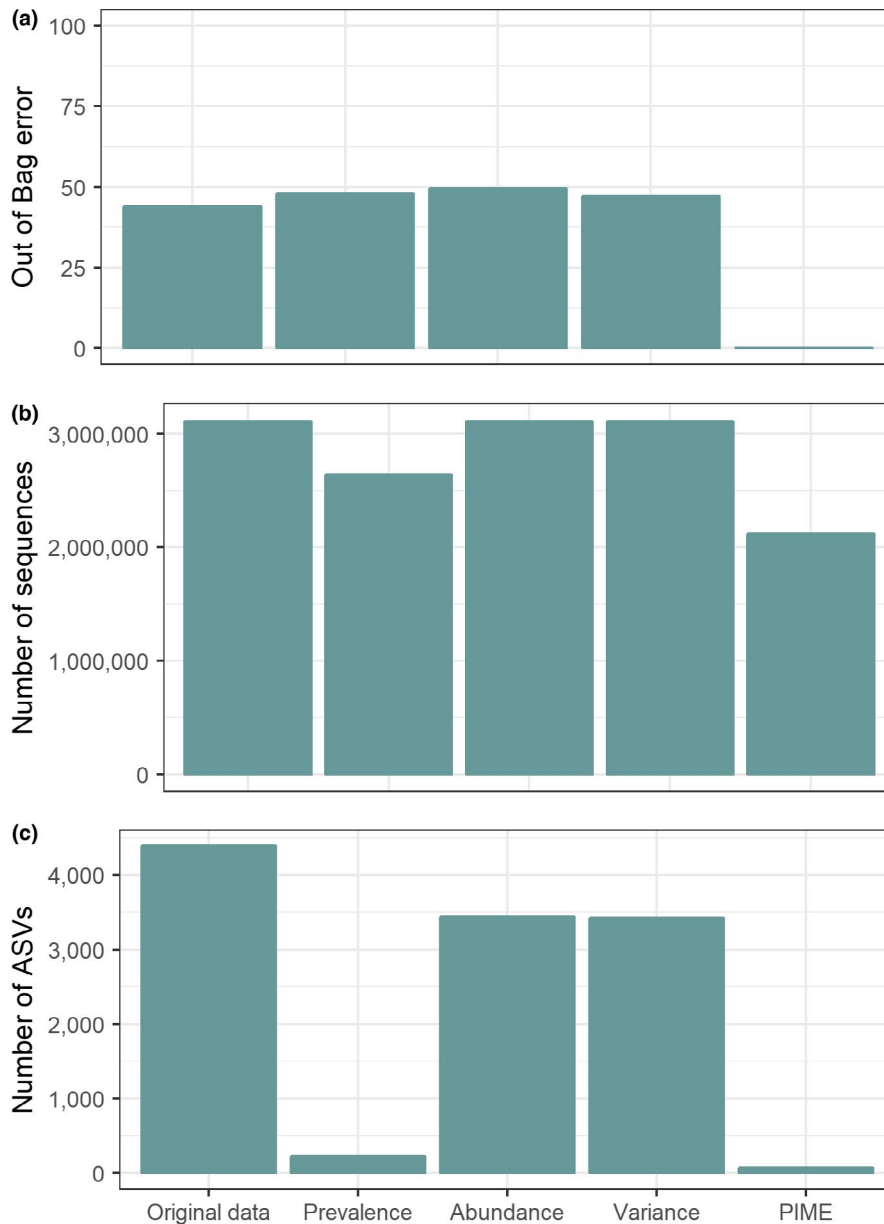 (a)
Out of Bag error
100
75
50
25
0
(b)
Number of sequences
3,000,000
2,000,000
1,000,000
0
(c)
Number of ASVs
4,000
3,000
2,000
1,000
0
Original data Prevalence Abundance Variance PIME